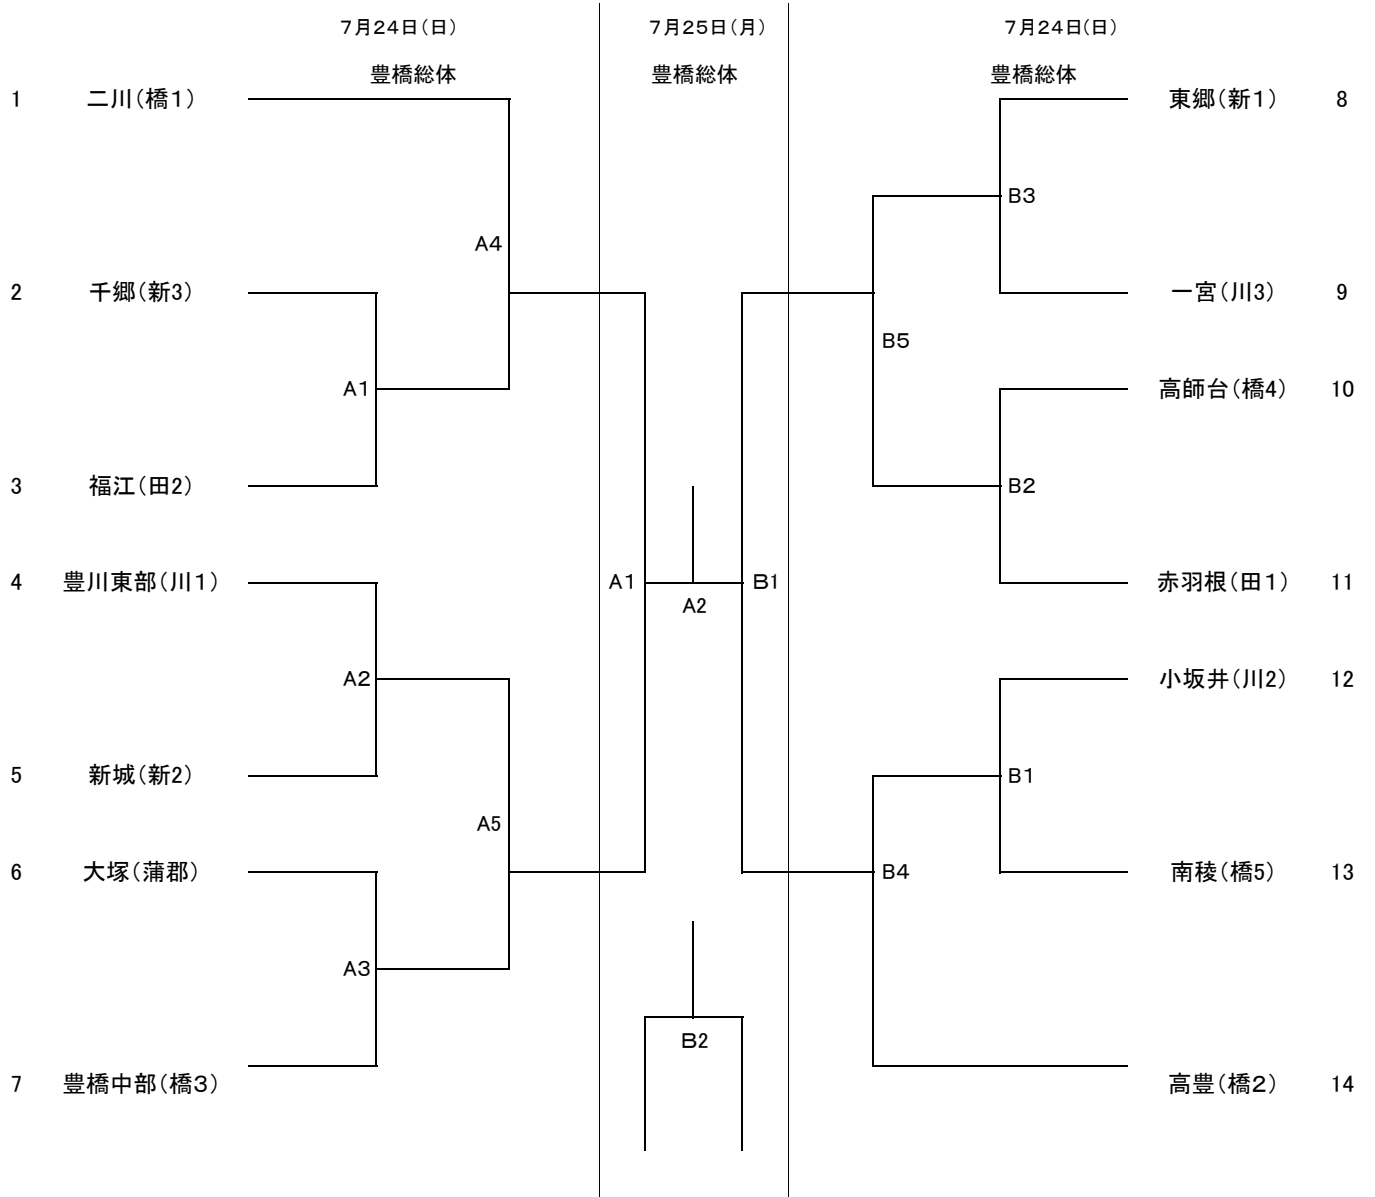 7月24日（日） 7月25日（月） 7月24日（日）
豊橋総体 豊橋総体 豊橋総体
1 二川（橋1） 東郷（新1） 8
B3
A4
2 千郷（新3） 一宮（川3） 9
B5
A1 高師台（橋4） 10
3 福江（田2） B2
4 豊川東部（川1） A1 B1 赤羽根（田1） 11
A2
A2 小坂井（川2） 12
5 新城（新2） B1
A5
6 大塚（蒲郡） B4 南稜（橋5） 13
A3
B2
7 豊橋中部（橋3） 高豊（橋2） 14